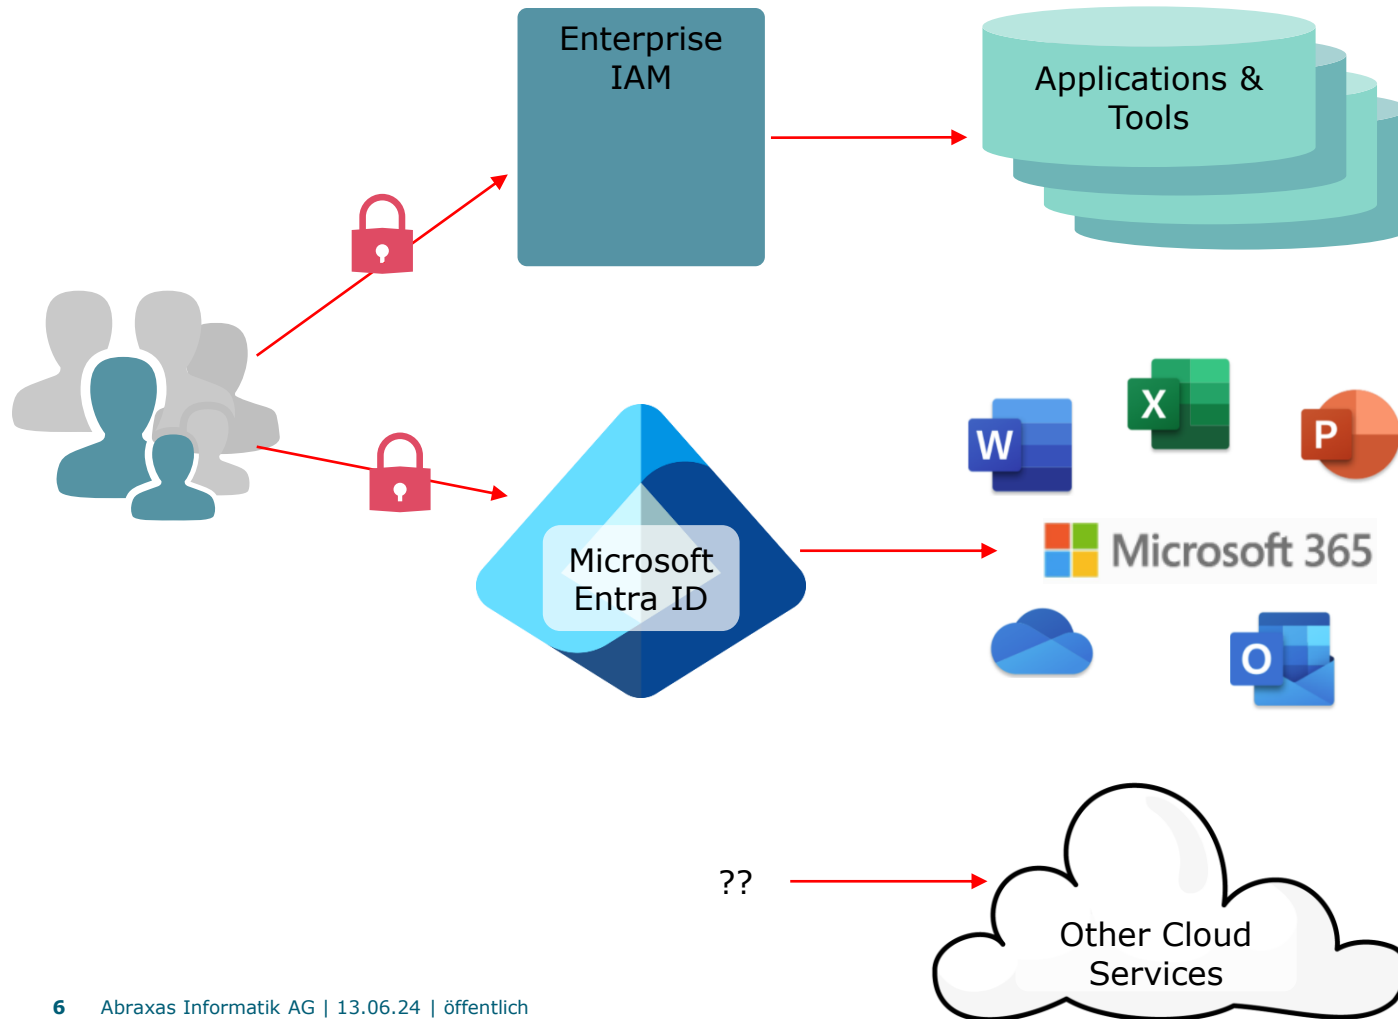 Enterprise
IAM
Applications &
Tools
W
X
P
Microsoft
Entra ID
Microsoft 365
O
??
Other Cloud
Services
6 Abraxas Informatik AG | 13.06.24 | öffentlich